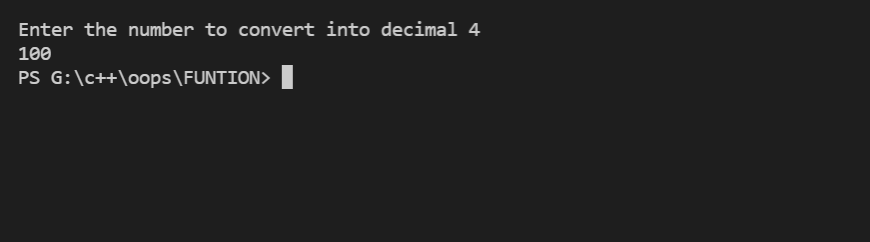 Enter the number to convert into decimal 4
100
PS G:\c++\oops\FUNTION>